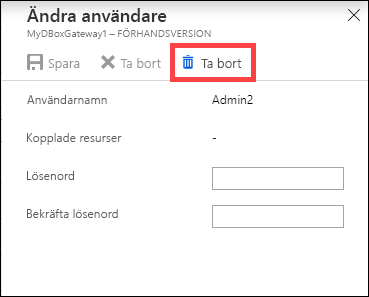 Ändra användare
MyDBoxGateway1 – FÖRHANDSVERSION
Spara Ta bort Ta bort
Användarnamn Admin2
Kopplade resurser -
Lösenord
Bekräfta lösenord